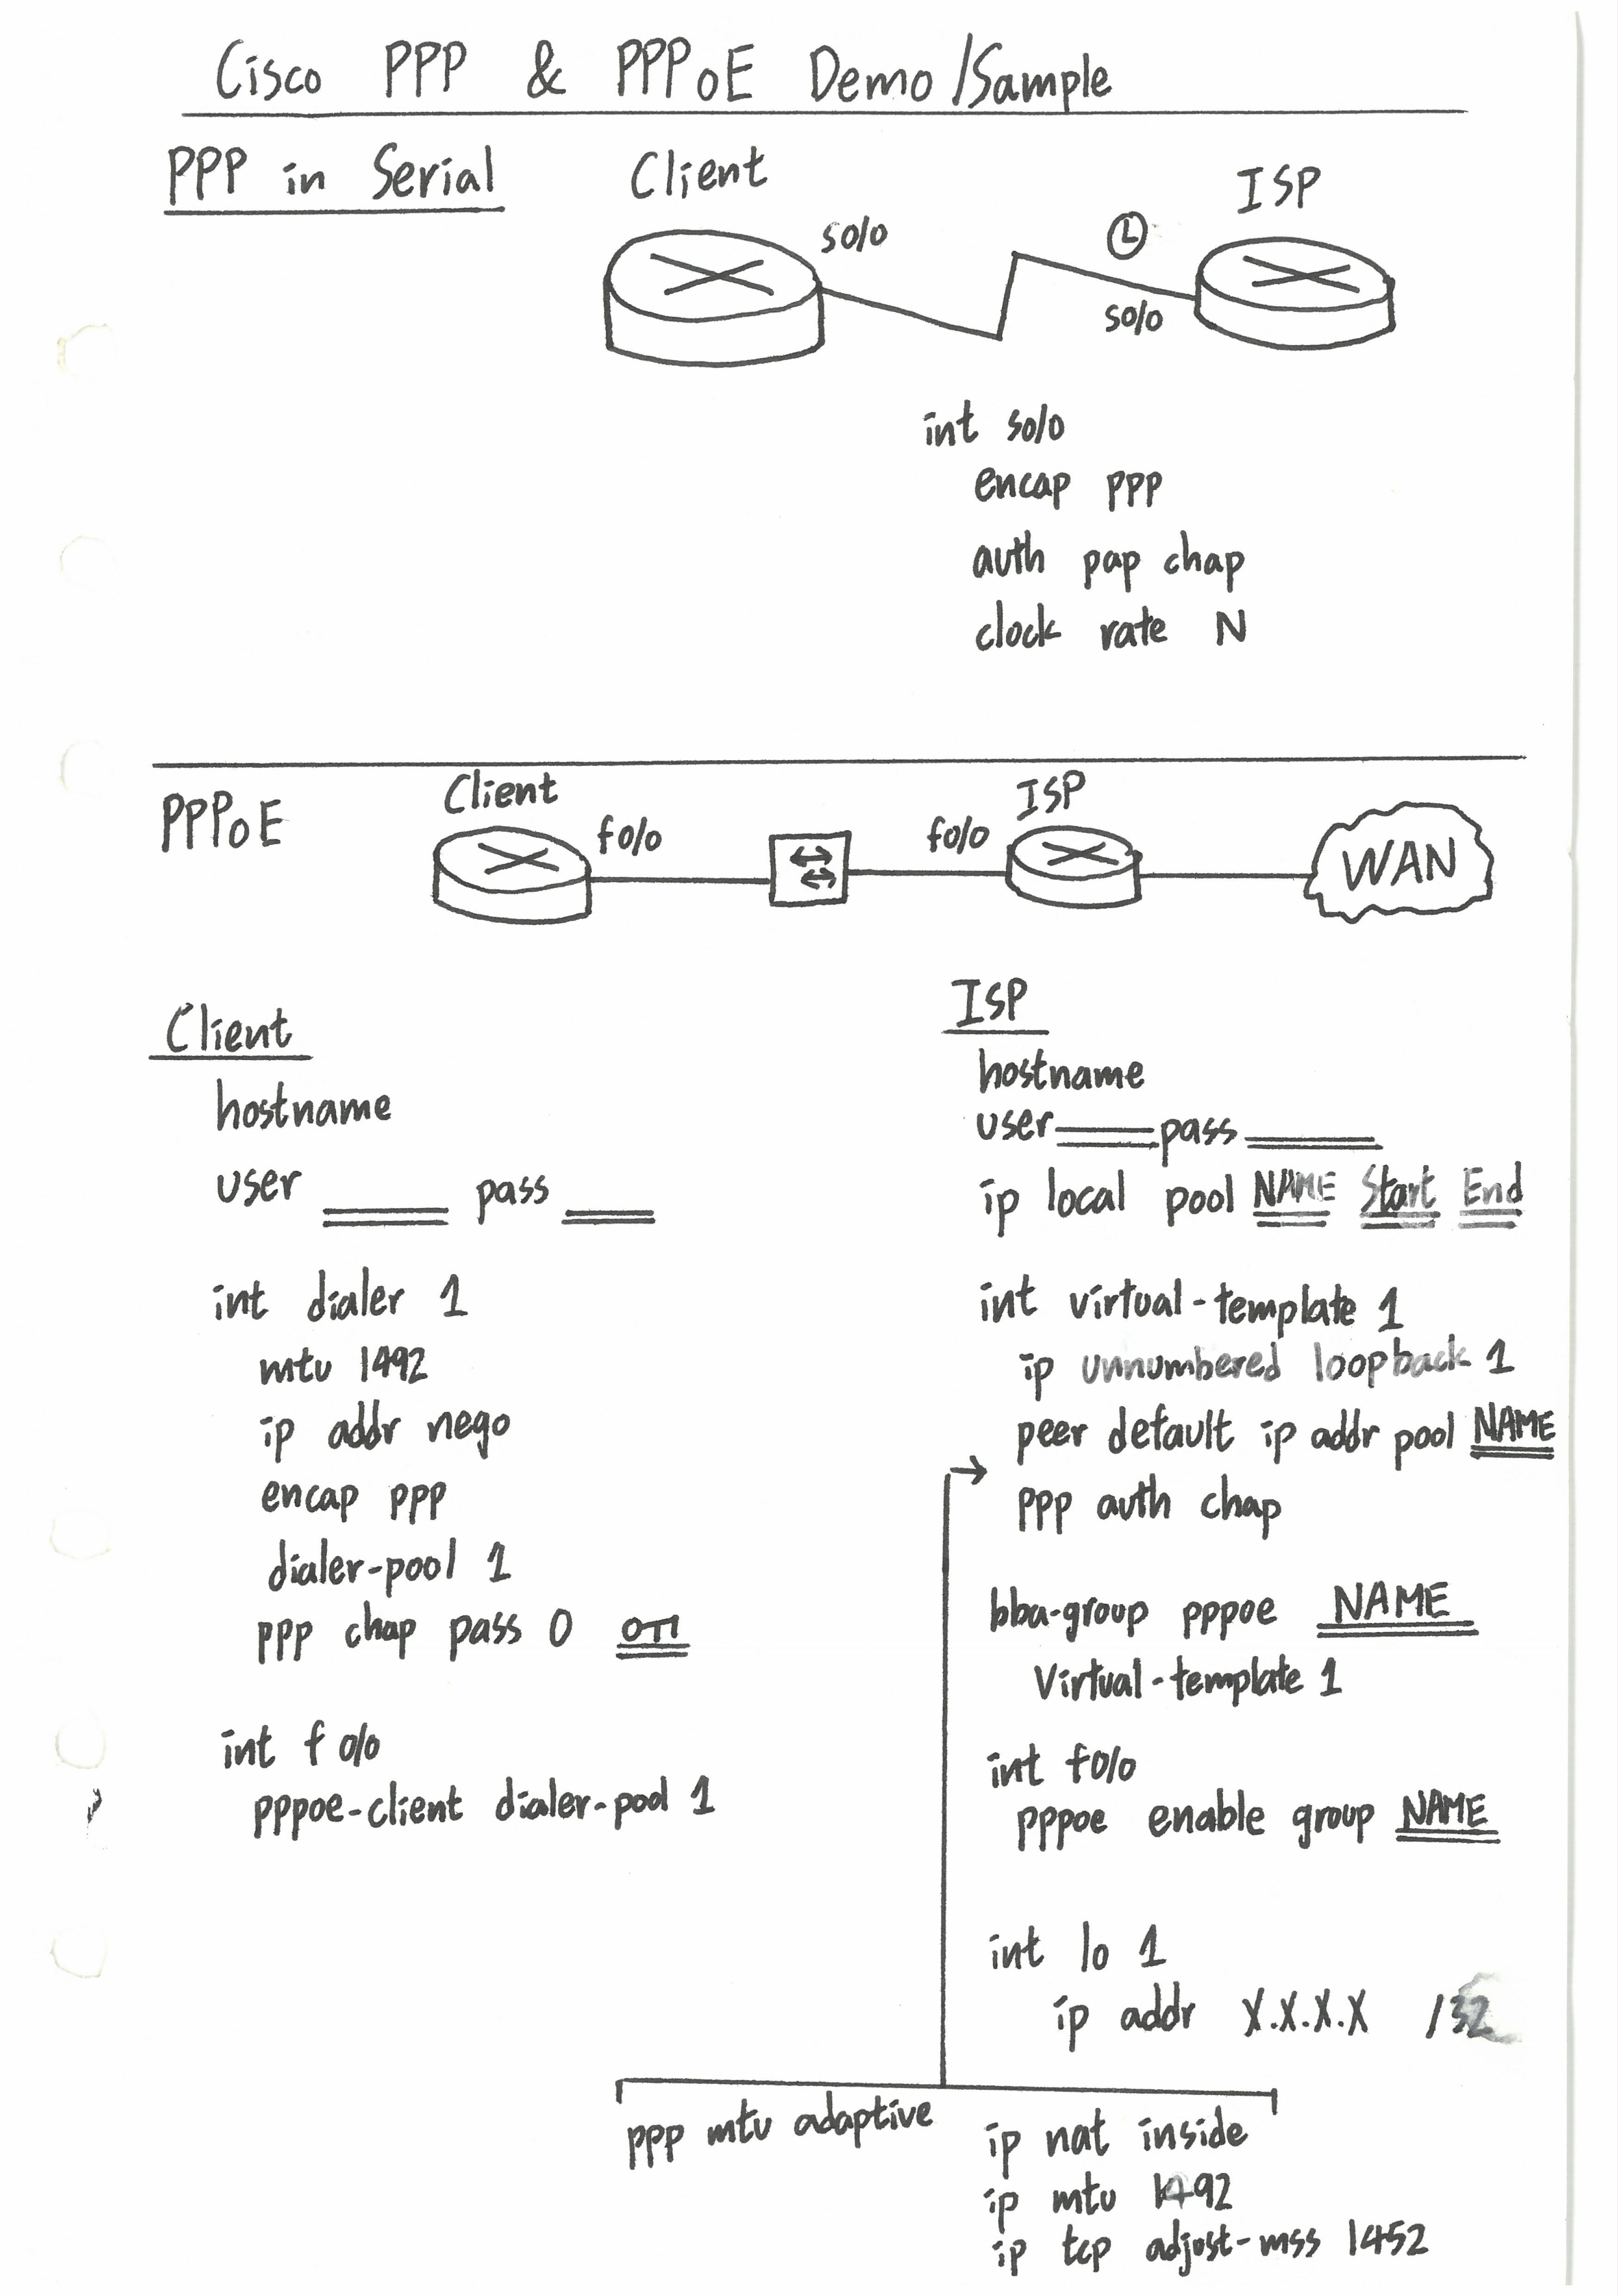 Cisco PPP & PPPoE Demo/Sample
PPP in Serial
Client
ISP
s0/0
s0/0
int s0/0
encap ppp
auth pap chap
clock rate N
PPPoE
Client
f0/0
f0/0
ISP
WAN
Client
hostname
user pass
int dialer 1
mtu 1492
ip addr nego
encap ppp
dialer-pool 1
ppp chap pass 0
int f0/0
pppoe-client dialer-pool 1
ISP
hostname
user pass
ip local pool NAME Start End
int virtual-template 1
ip unnumbered loopback 1
peer default ip addr pool NAME
→
ppp auth chap
bba-group pppoe NAME
Virtual-template 1
int f0/0
pppoe enable group NAME
int lo 1
ip addr X.X.X.X /32
ppp mtu adaptive
ip nat inside
ip mtu 1492
ip tcp adjust-mss 1452